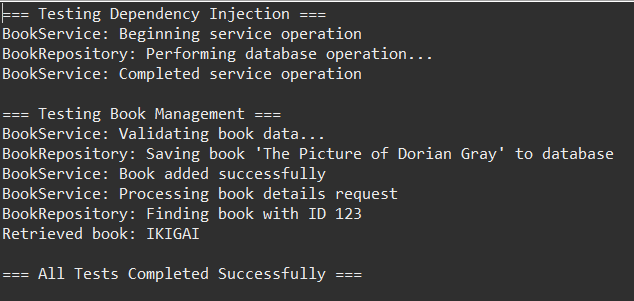 === Testing Dependency Injection ===
BookService: Beginning service operation
BookRepository: Performing database operation...
BookService: Completed service operation
=== Testing Book Management ===
BookService: Validating book data...
BookRepository: Saving book 'The Picture of Dorian Gray' to database
BookService: Book added successfully
BookService: Processing book details request
BookRepository: Finding book with ID 123
Retrieved book: IKIGAI
=== All Tests Completed Successfully ===